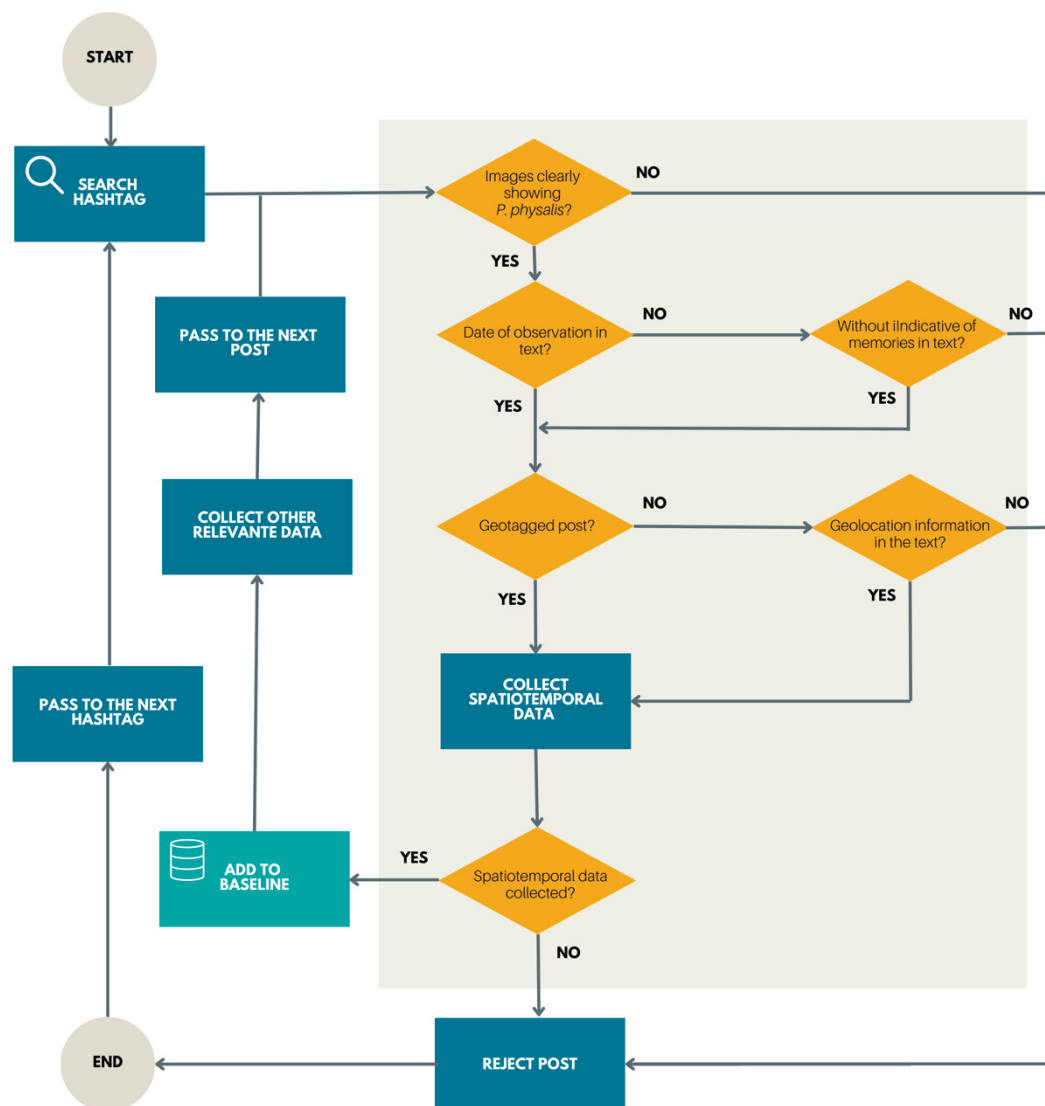 START
SEARCH
HASHTAG
Images clearly
showing
P. physalis?
NO
YES
PASS TO THE NEXT
POST
Date of observation in
text?
NO
Without iIndicative of
memories in text?
NO
YES
YES
COLLECT OTHER
RELEVANTE DATA
Geotagged post?
NO
Geolocation information
in the text?
NO
YES
YES
PASS TO THE NEXT
HASHTAG
COLLECT
SPATIOTEMPORAL
DATA
ADD TO
BASELINE
YES
Spatiotemporal data
collected?
NO
END
REJECT POST